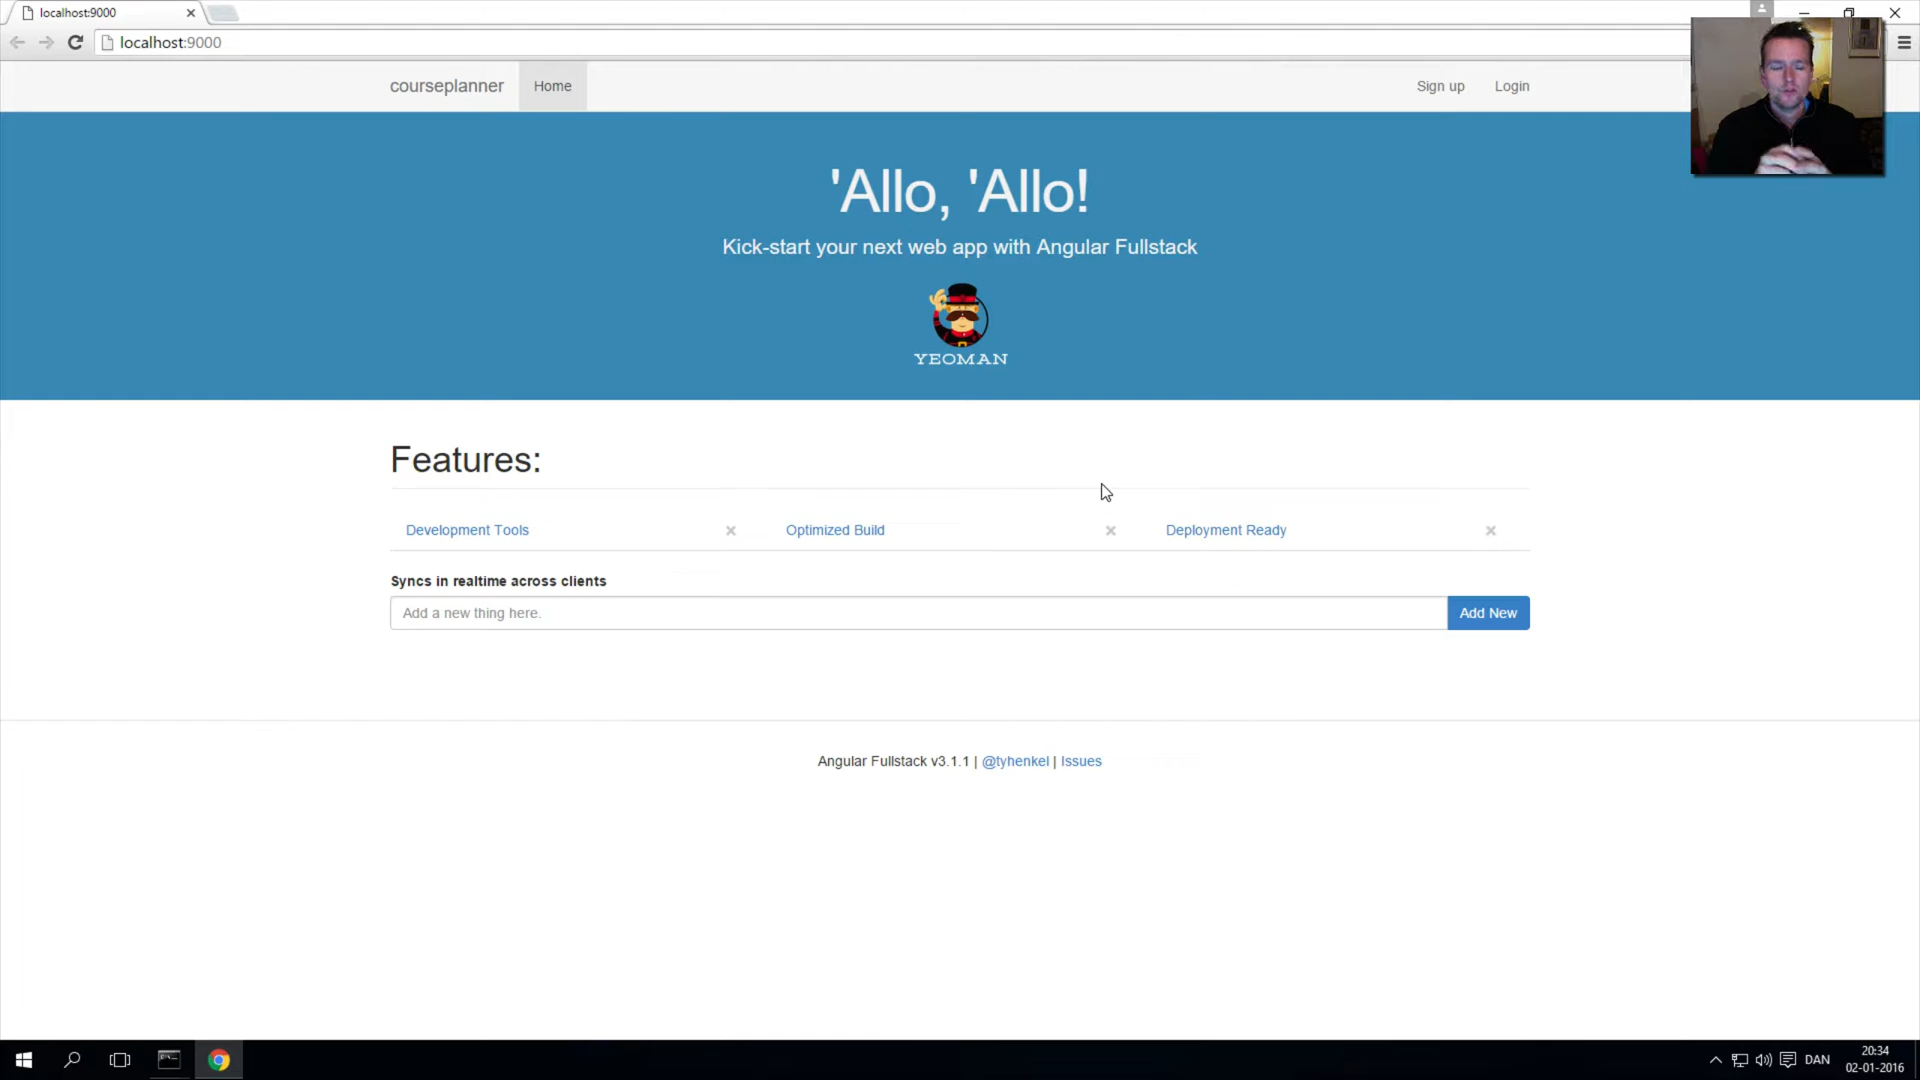 localhost:9000
localhost:9000
courseplanner Home Sign up Login
'Allo, 'Allo!
Kick-start your next web app with Angular Fullstack
YEOMAN
Features:
Development Tools × Optimized Build × Deployment Ready ×
Syncs in realtime across clients
Add a new thing here. Add New
Angular Fullstack v3.1.1 | @tyhenkel | Issues
DAN
20:34
02-01-2016